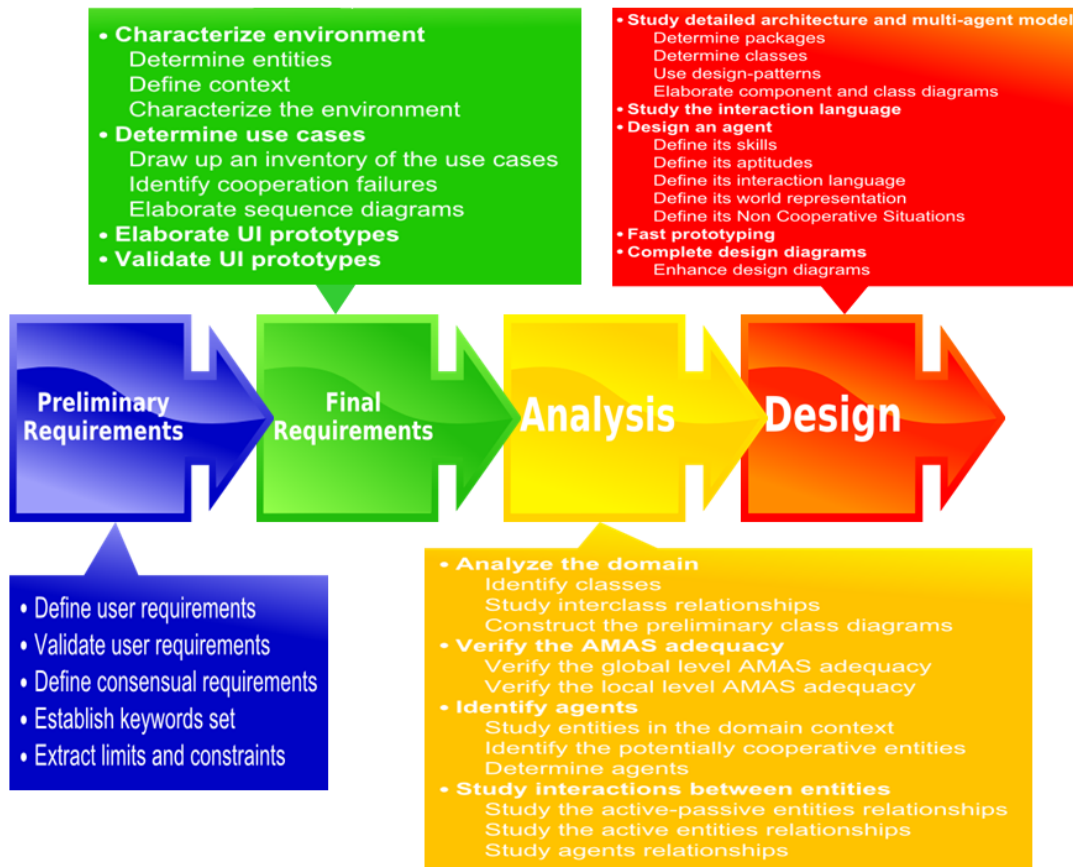 • Characterize environment
Determine entities
Define context
Characterize the environment
• Determine use cases
Draw up an inventory of the use cases
Identify cooperation failures
Elaborate sequence diagrams
• Elaborate UI prototypes
• Validate UI prototypes
• Study detailed architecture and multi-agent model
Determine packages
Determine classes
Use design-patterns
Elaborate component and class diagrams
• Study the interaction language
• Design an agent
Define its skills
Define its aptitudes
Define its interaction language
Define its world representation
Define its Non Cooperative Situations
• Fast prototyping
• Complete design diagrams
Enhance design diagrams
Preliminary
Requirements
Final
Requirements
Analysis
Design
• Define user requirements
• Validate user requirements
• Define consensual requirements
• Establish keywords set
• Extract limits and constraints
• Analyze the domain
Identify classes
Study interclass relationships
Construct the preliminary class diagrams
• Verify the AMAS adequacy
Verify the global level AMAS adequacy
Verify the local level AMAS adequacy
• Identify agents
Study entities in the domain context
Identify the potentially cooperative entities
Determine agents
• Study interactions between entities
Study the active-passive entities relationships
Study the active entities relationships
Study agents relationships